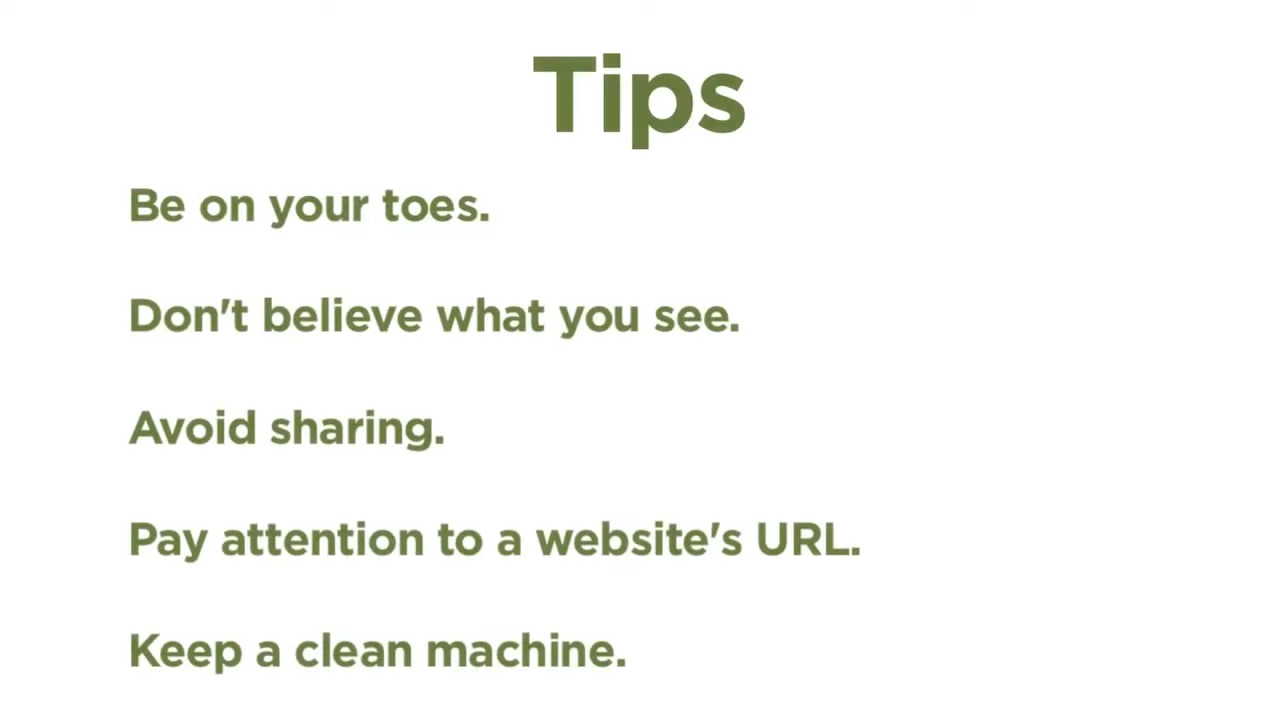 Tips
Be on your toes.
Don't believe what you see.
Avoid sharing.
Pay attention to a website's URL.
Keep a clean machine.